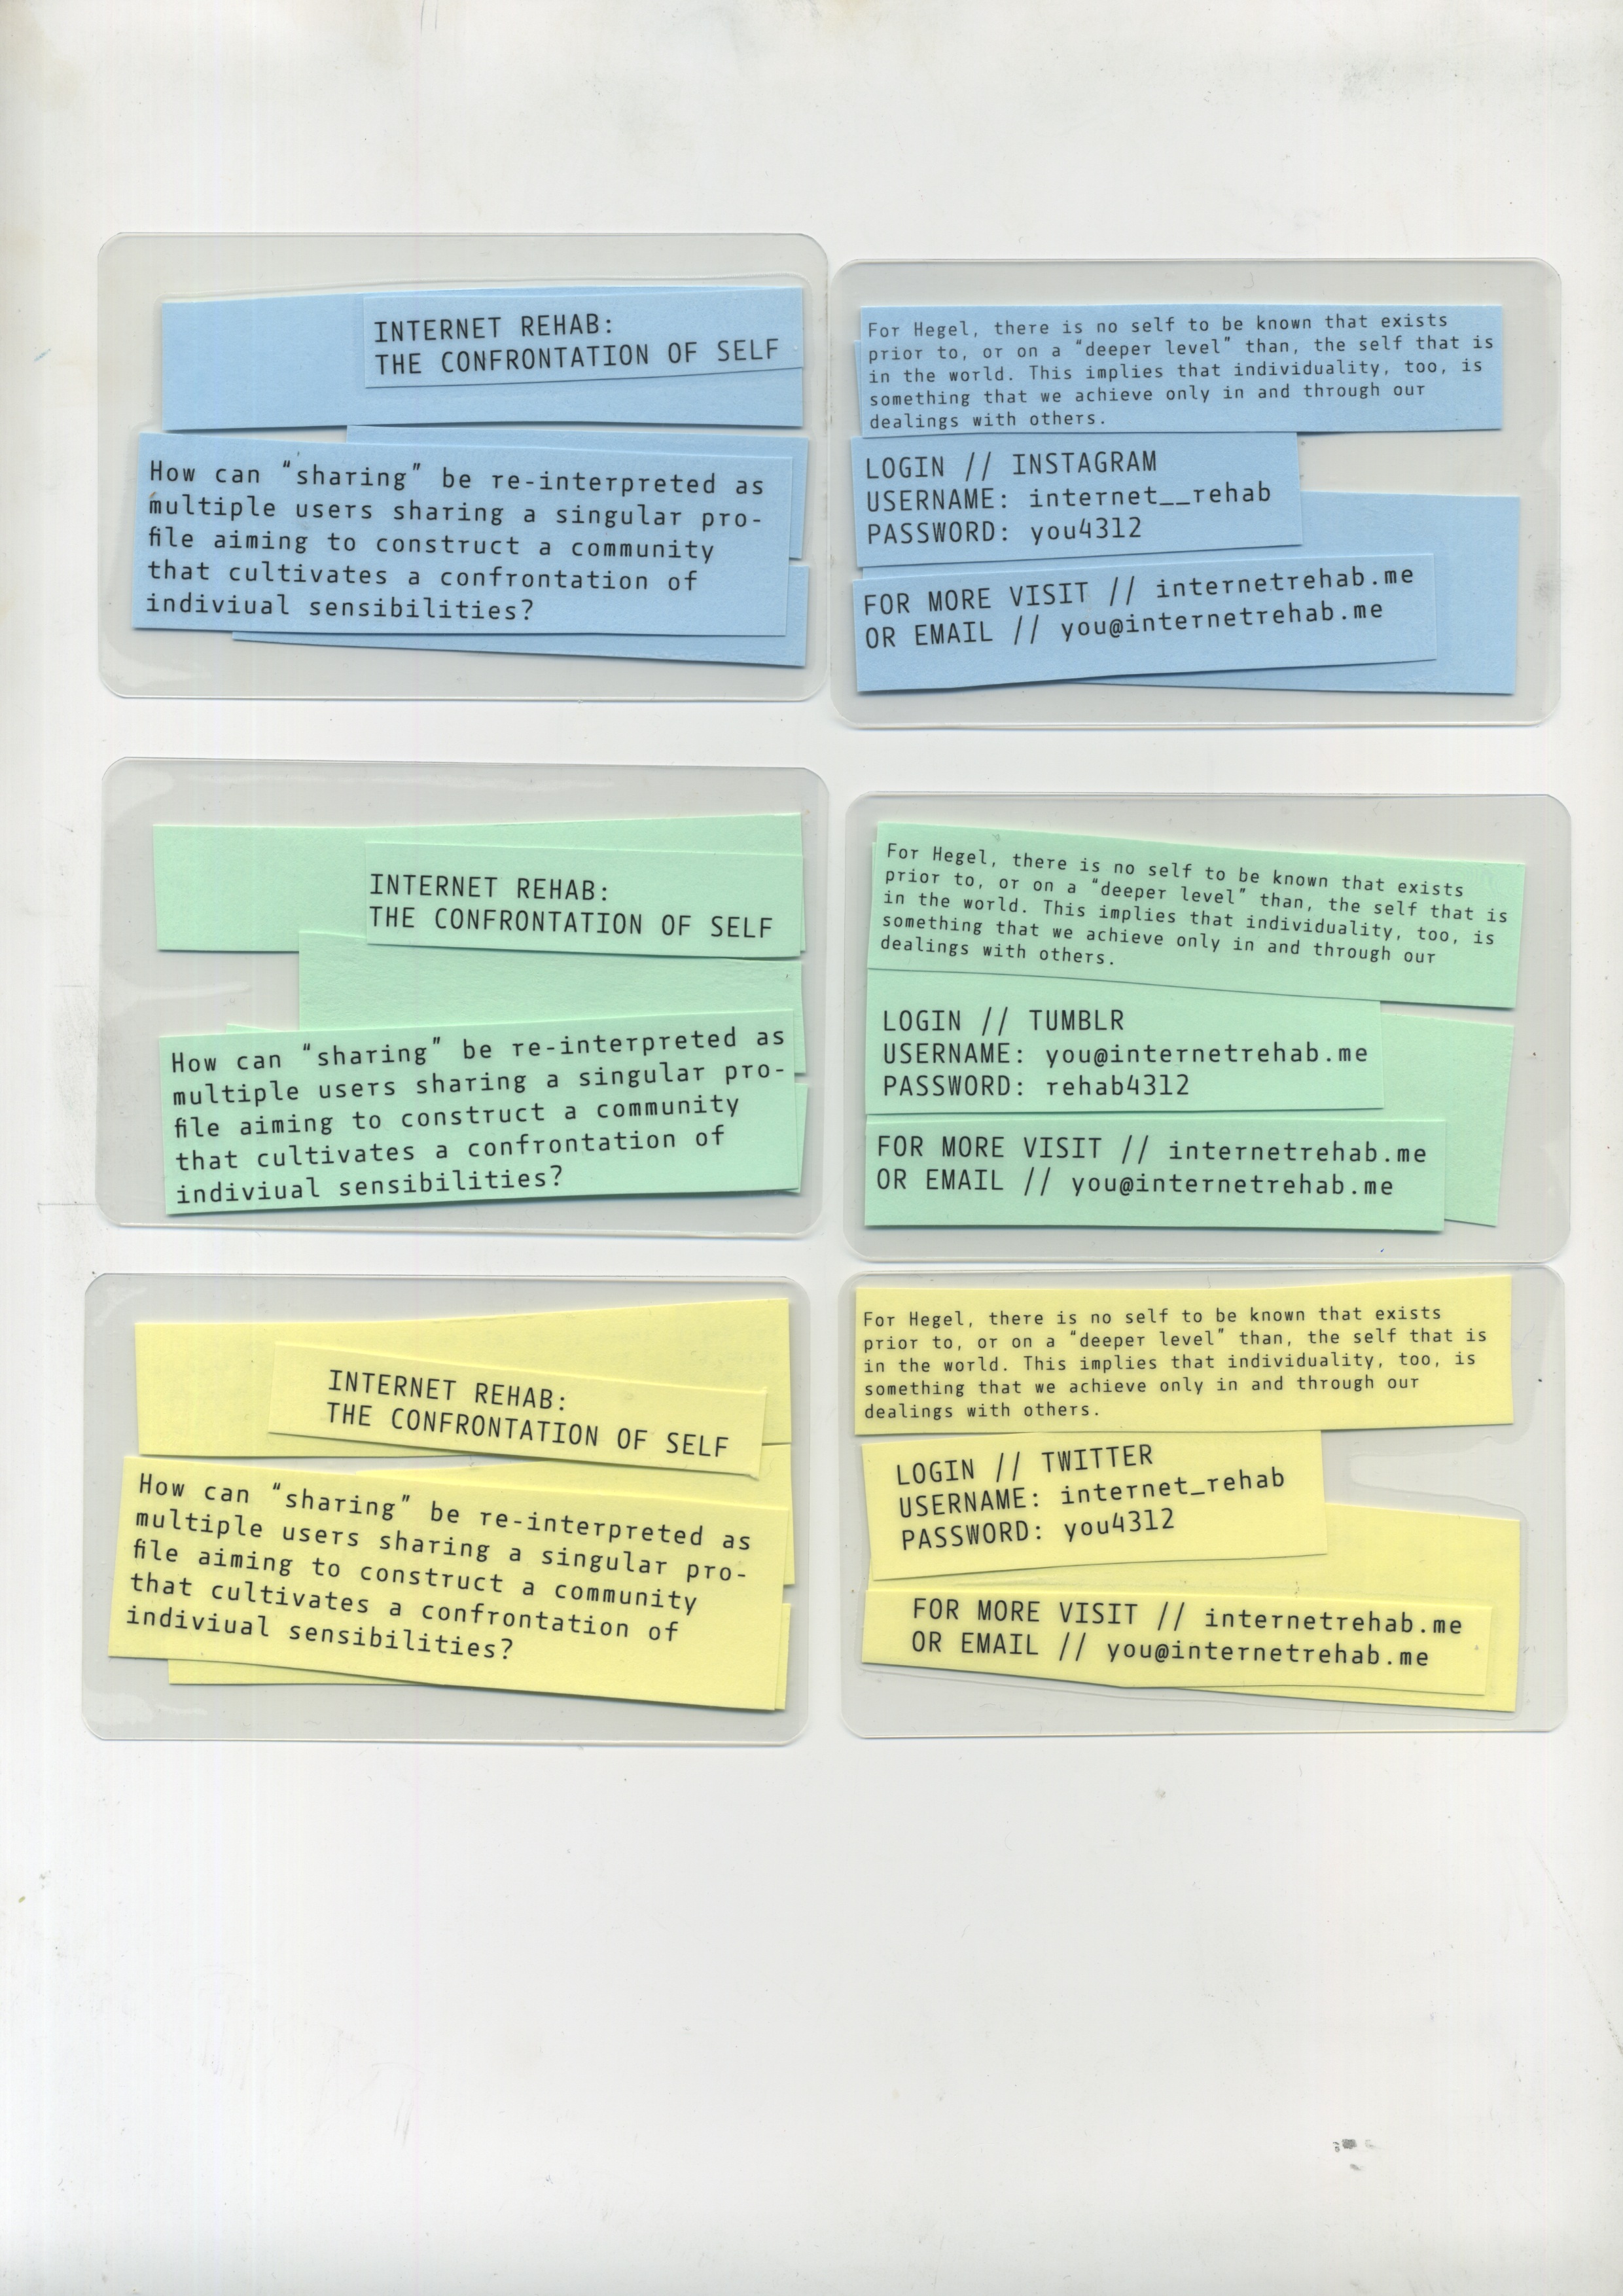 INTERNET REHAB:
THE CONFRONTATION OF SELF
How can “sharing” be re-interpreted as
multiple users sharing a singular pro-
file aiming to construct a community
that cultivates a confrontation of
indiviual sensibilities?
For Hegel, there is no self to be known that exists
prior to, or on a “deeper level” than, the self that is
in the world. This implies that individuality, too, is
something that we achieve only in and through our
dealings with others.
LOGIN // INSTAGRAM
USERNAME: internet__rehab
PASSWORD: you4312
FOR MORE VISIT // internetrehab.me
OR EMAIL // you@internetrehab.me
INTERNET REHAB:
THE CONFRONTATION OF SELF
How can “sharing” be re-interpreted as
multiple users sharing a singular pro-
file aiming to construct a community
that cultivates a confrontation of
indiviual sensibilities?
For Hegel, there is no self to be known that exists
prior to, or on a “deeper level” than, the self that is
in the world. This implies that individuality, too, is
something that we achieve only in and through our
dealings with others.
LOGIN // TUMBLR
USERNAME: you@internetrehab.me
PASSWORD: rehab4312
FOR MORE VISIT // internetrehab.me
OR EMAIL // you@internetrehab.me
INTERNET REHAB:
THE CONFRONTATION OF SELF
How can “sharing” be re-interpreted as
multiple users sharing a singular pro-
file aiming to construct a community
that cultivates a confrontation of
indiviual sensibilities?
For Hegel, there is no self to be known that exists
prior to, or on a “deeper level” than, the self that is
in the world. This implies that individuality, too, is
something that we achieve only in and through our
dealings with others.
LOGIN // TWITTER
USERNAME: internet_rehab
PASSWORD: you4312
FOR MORE VISIT // internetrehab.me
OR EMAIL // you@internetrehab.me